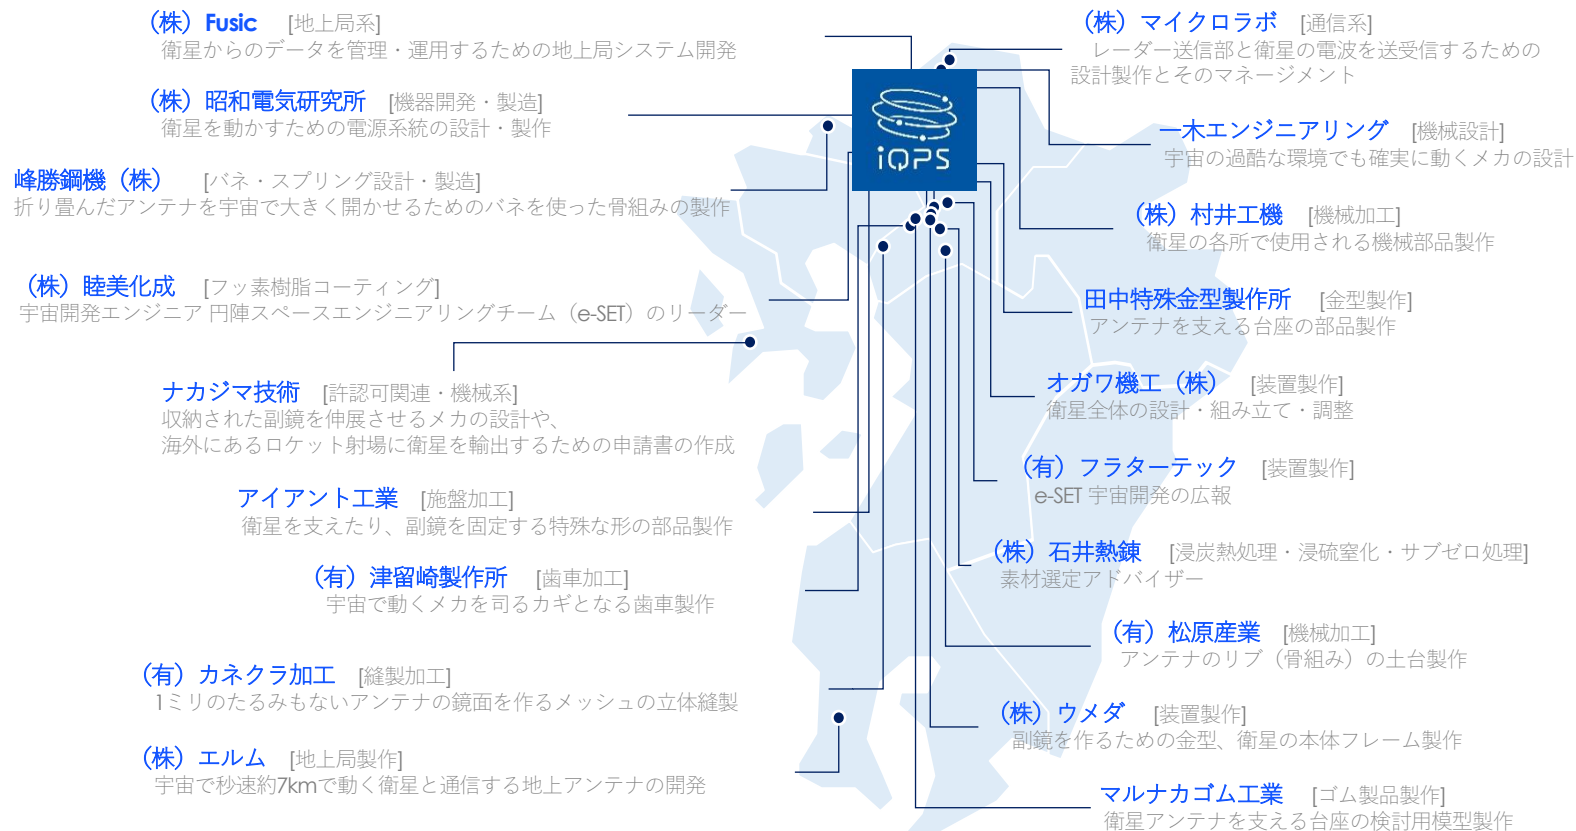 (株) Fusic [地上局系]
衛星からのデータを管理・運用するための地上局システム開発
(株) 昭和電気研究所 [機器開発・製造]
衛星を動かすための電源系統の設計・製作
峰勝鋼機 (株) [バネ・スプリング設計・製造]
折り畳んだアンテナを宇宙で大きく開かせるためのバネを使った骨組みの製作
(株) 睦美化成 [フッ素樹脂コーティング]
宇宙開発エンジニア 円陣スペースエンジニアリングチーム (e-SET) のリーダー
ナカジマ技術 [許認可関連・機械系]
収納された副鏡を伸展させるメカの設計や、
海外にあるロケット射場に衛星を輸出するための申請書の作成
アイアント工業 [施盤加工]
衛星を支えたり、副鏡を固定する特殊な形の部品製作
(有) 津留崎製作所 [歯車加工]
宇宙で動くメカを司るカギとなる歯車製作
(有) カネクラ加工 [縫製加工]
1ミリのたるみもないアンテナの鏡面を作るメッシュの立体縫製
(株) エルム [地上局製作]
宇宙で秒速約7kmで動く衛星と通信する地上アンテナの開発
iQPS
(株) マイクロラボ [通信系]
レーダー送信部と衛星の電波を送受信するための
設計製作とそのマネージメント
一木エンジニアリング [機械設計]
宇宙の過酷な環境でも確実に動くメカの設計
(株) 村井工機 [機械加工]
衛星の各所で使用される機械部品製作
田中特殊金型製作所 [金型製作]
アンテナを支える台座の部品製作
オガワ機工 (株) [装置製作]
衛星全体の設計・組み立て・調整
(有) フラターテック [装置製作]
e-SET 宇宙開発の広報
(株) 石井熱錬 [浸炭熱処理・浸硫窒化・サブゼロ処理]
素材選定アドバイザー
(有) 松原産業 [機械加工]
アンテナのリブ (骨組み) の土台製作
(株) ウメダ [装置製作]
副鏡を作るための金型、衛星の本体フレーム製作
マルナカゴム工業 [ゴム製品製作]
衛星アンテナを支える台座の検討用模型製作